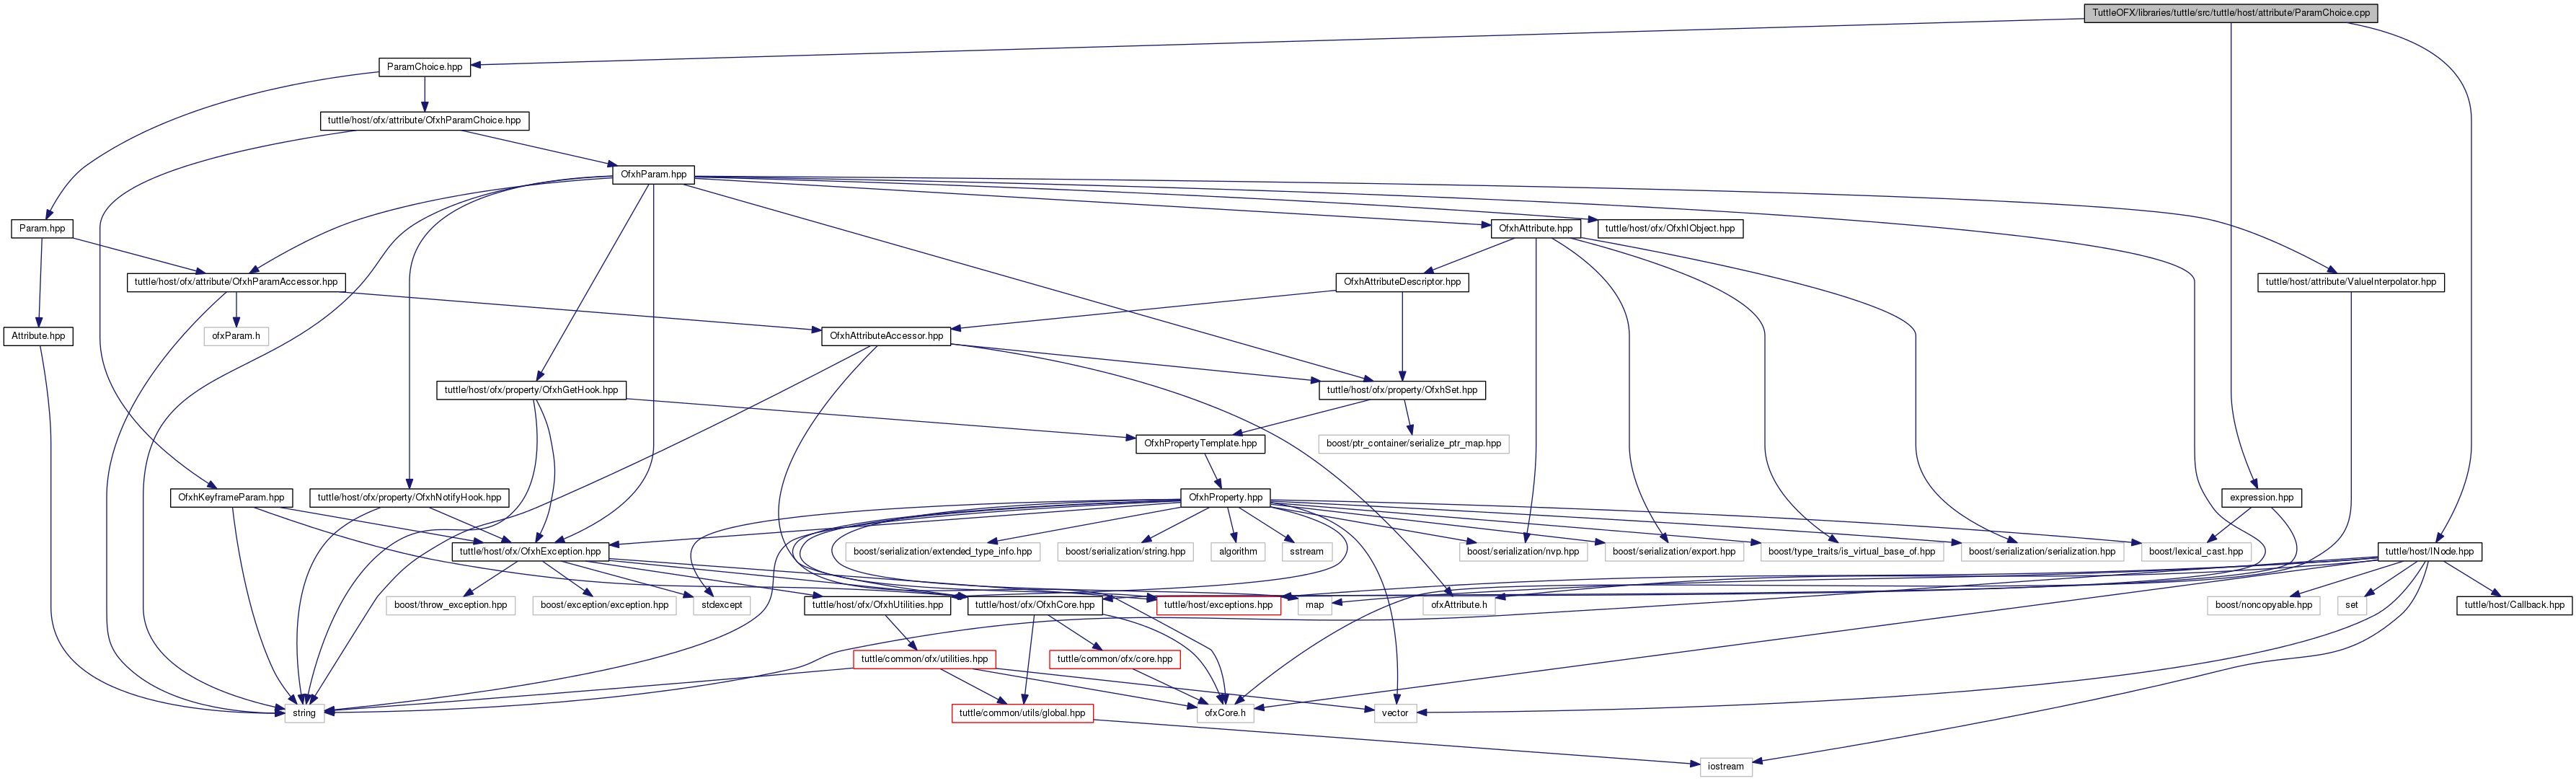 TuttleOFX/libraries/tuttle/src/tuttle/host/attribute/ParamChoice.cpp
ParamChoice.hpp
tuttle/host/ofx/attribute/OfxhParamChoice.hpp
OfxhParam.hpp
Param.hpp
OfxhAttribute.hpp
tuttle/host/ofx/OfxhIObject.hpp
tuttle/host/ofx/attribute/OfxhParamAccessor.hpp
OfxhAttributeDescriptor.hpp
tuttle/host/attribute/ValueInterpolator.hpp
Attribute.hpp
ofxParam.h
OfxhAttributeAccessor.hpp
tuttle/host/ofx/property/OfxhGetHook.hpp
tuttle/host/ofx/property/OfxhSet.hpp
OfxhPropertyTemplate.hpp
boost/ptr_container/serialize_ptr_map.hpp
OfxhKeyframeParam.hpp
tuttle/host/ofx/property/OfxhNotifyHook.hpp
OfxhProperty.hpp
expression.hpp
tuttle/host/ofx/OfxhException.hpp
boost/serialization/extended_type_info.hpp
boost/serialization/string.hpp
algorithm
sstream
boost/serialization/nvp.hpp
boost/serialization/export.hpp
boost/type_traits/is_virtual_base_of.hpp
boost/serialization/serialization.hpp
boost/lexical_cast.hpp
tuttle/host/INode.hpp
boost/throw_exception.hpp
boost/exception/exception.hpp
stdexcept
tuttle/host/ofx/OfxhUtilities.hpp
tuttle/host/ofx/OfxhCore.hpp
tuttle/host/exceptions.hpp
map
ofxAttribute.h
boost/noncopyable.hpp
set
tuttle/host/Callback.hpp
tuttle/common/ofx/utilities.hpp
tuttle/common/ofx/core.hpp
string
tuttle/common/utils/global.hpp
ofxCore.h
vector
iostream